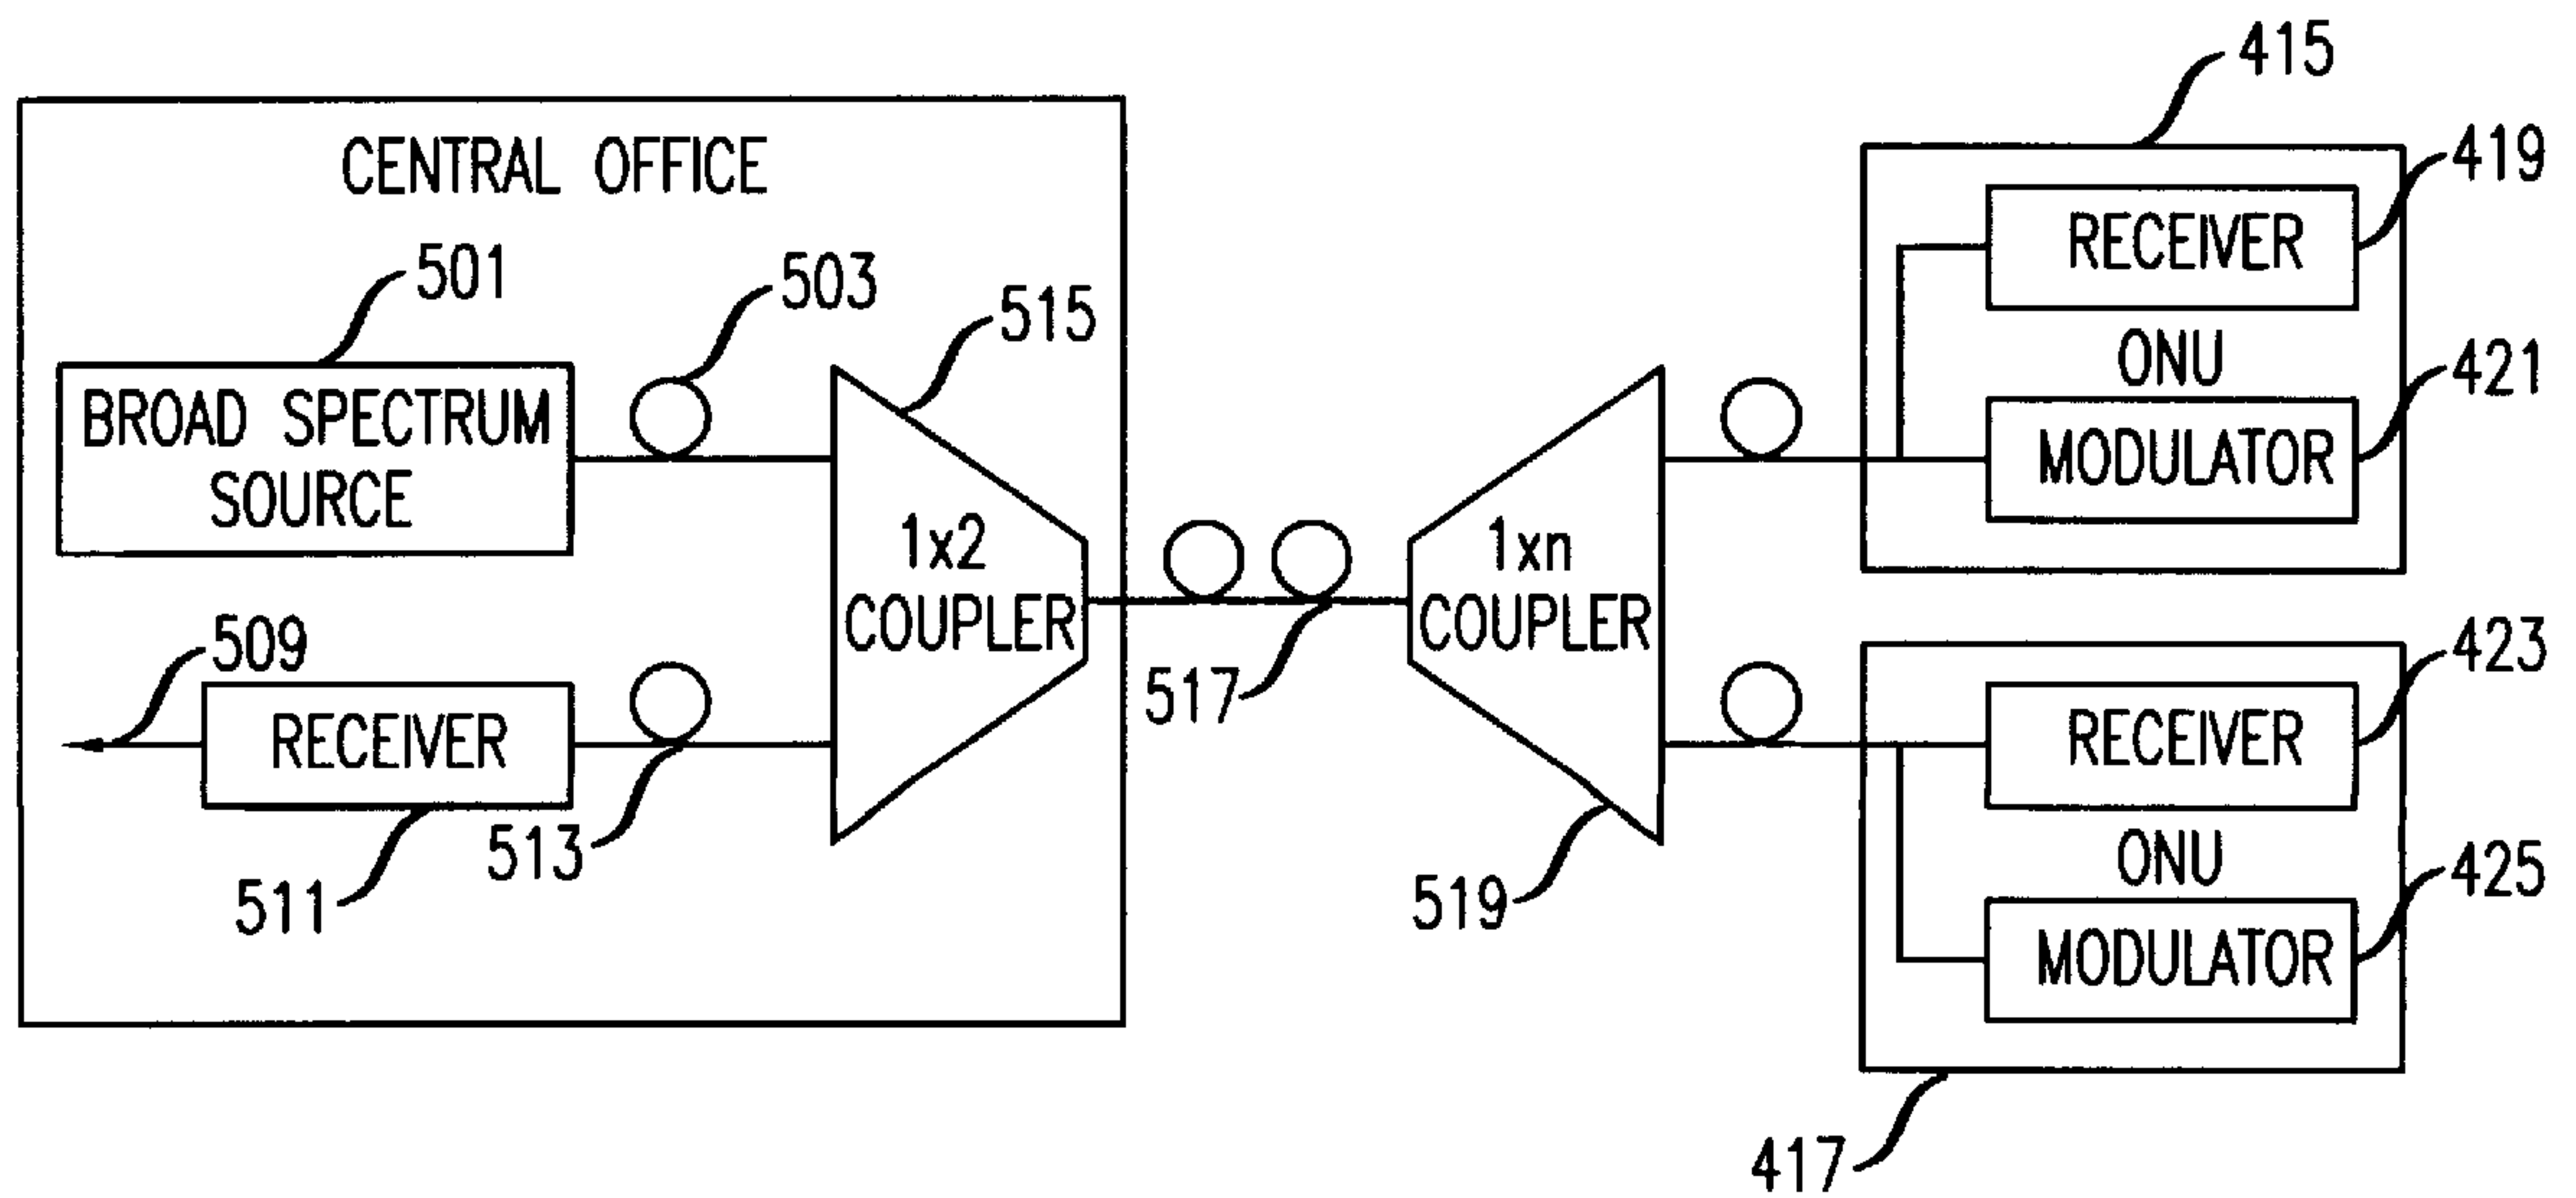 CENTRAL OFFICE
501
BROAD SPECTRUM
SOURCE
503
515
1x2
COUPLER
509
RECEIVER
511
513
517
1xn
COUPLER
519
415
RECEIVER
419
ONU
MODULATOR
421
RECEIVER
423
ONU
MODULATOR
425
417